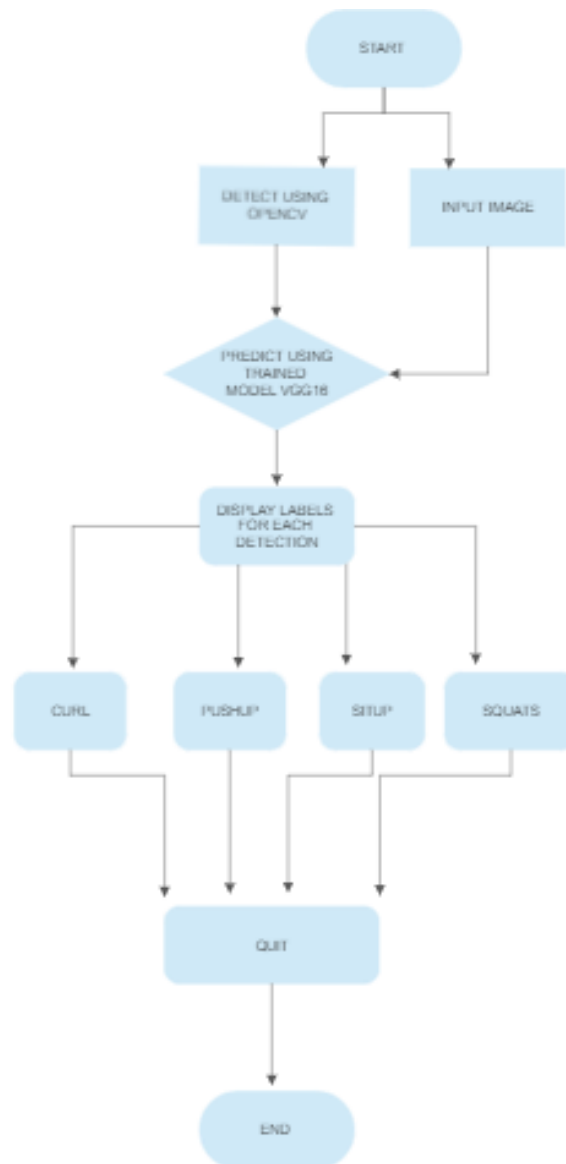 START
DETECT USING
OPENCV
INPUT IMAGE
PREDICT USING
TRAINED
MODEL VGG16
DISPLAY LABELS
FOR EACH
DETECTION
CURL
PUSHUP
SITUP
SQUATS
QUIT
END